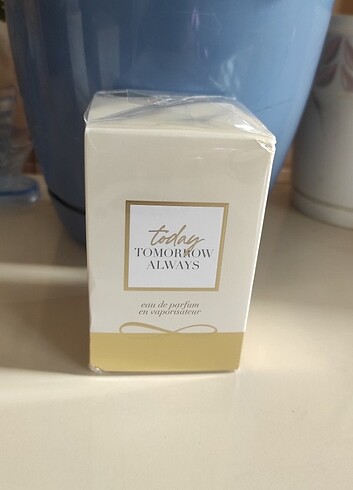 today
TOMORROW
ALWAYS
eau de parfum
en vaporisateur